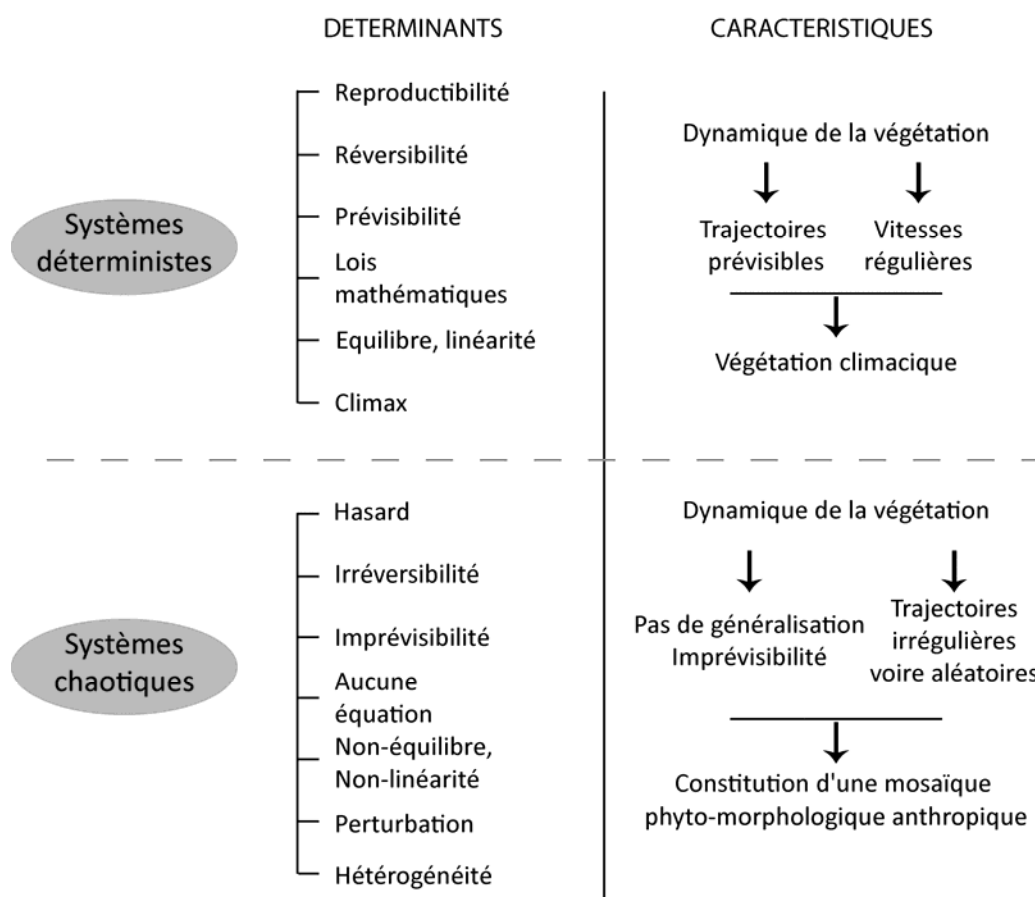 DETERMINANTS
CARACTERISTIQUES
Systèmes
déterministes
Reproductibilité
Réversibilité
Prévisibilité
Lois
mathématiques
Equilibre, linéarité
Climax
Dynamique de la végétation
Trajectoires
prévisibles
Vitesses
régulières
Végétation climacique
Systèmes
chaotiques
Hasard
Irréversibilité
Imprévisibilité
Aucune
équation
Non-équilibre,
Non-linéarité
Perturbation
Hétérogénéité
Dynamique de la végétation
Pas de généralisation
Imprévisibilité
Trajectoires
irrégulières
voire aléatoires
Constitution d'une mosaïque
phyto-morphologique anthropique